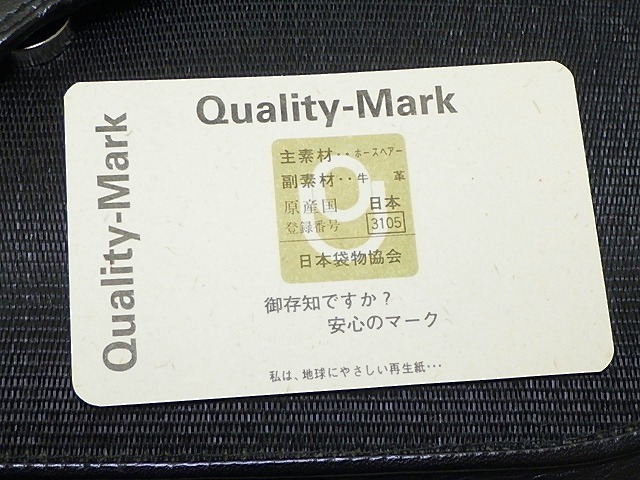 Quality-Mark
Quality-Mark
主素材‥ホースヘアー
副素材‥牛 革
原産国 日本
登録番号 3105
日本袋物協会
御存知ですか?
安心のマーク
私は、地球にやさしい再生紙…